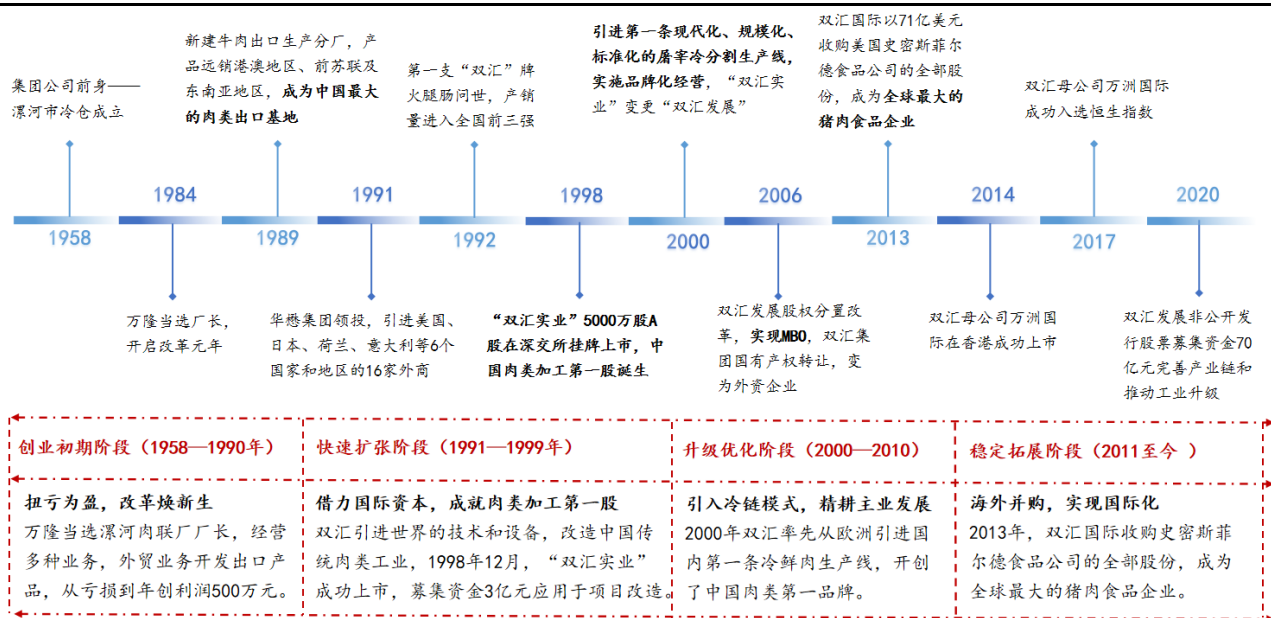 集团公司前身——
漯河市冷仓成立
新建牛肉出口生产分厂，产
品远销港澳地区、前苏联及
东南亚地区，成为中国最大
的肉类出口基地
第一支“双汇”牌
火腿肠问世，产销
量进入全国前三强
引进第一条现代化、规模化、
标准化的屠宰冷分割生产线，
实施品牌化经营，“双汇实
业”变更“双汇发展”
双汇国际以71亿美元
收购美国史密斯菲尔
德食品公司的全部股
份，成为全球最大的
猪肉食品企业
双汇母公司万洲国际
成功入选恒生指数
1984
1991
1998
2006
2014
2020
1958
1989
1992
2000
2013
2017
万隆当选厂长，
开启改革元年
华懋集团领投，引进美国、
日本、荷兰、意大利等6个
国家和地区的16家外商
“双汇实业”5000万股A
股在深交所挂牌上市，中
国肉类加工第一股诞生
双汇发展股权分置改
革，实现MBO，双汇集
团国有产权转让，变
为外资企业
双汇母公司万洲国
际在香港成功上市
双汇发展非公开发
行股票募集资金70
亿元完善产业链和
推动工业升级
创业初期阶段（1958—1990年）
快速扩张阶段（1991—1999年）
升级优化阶段（2000—2010）
稳定拓展阶段（2011至今 ）
扭亏为盈，改革焕新生
万隆当选漯河肉联厂厂长，经营
多种业务，外贸业务开发出口产
品，从亏损到年创利润500万元。
借力国际资本，成就肉类加工第一股
双汇引进世界的技术和设备，改造中国传
统肉类工业，1998年12月，“双汇实业”
成功上市，募集资金3亿元应用于项目改造。
引入冷链模式，精耕主业发展
2000年双汇率先从欧洲引进国
内第一条冷鲜肉生产线，开创
了中国肉类第一品牌。
海外并购，实现国际化
2013年，双汇国际收购史密斯菲
尔德食品公司的全部股份，成为
全球最大的猪肉食品企业。